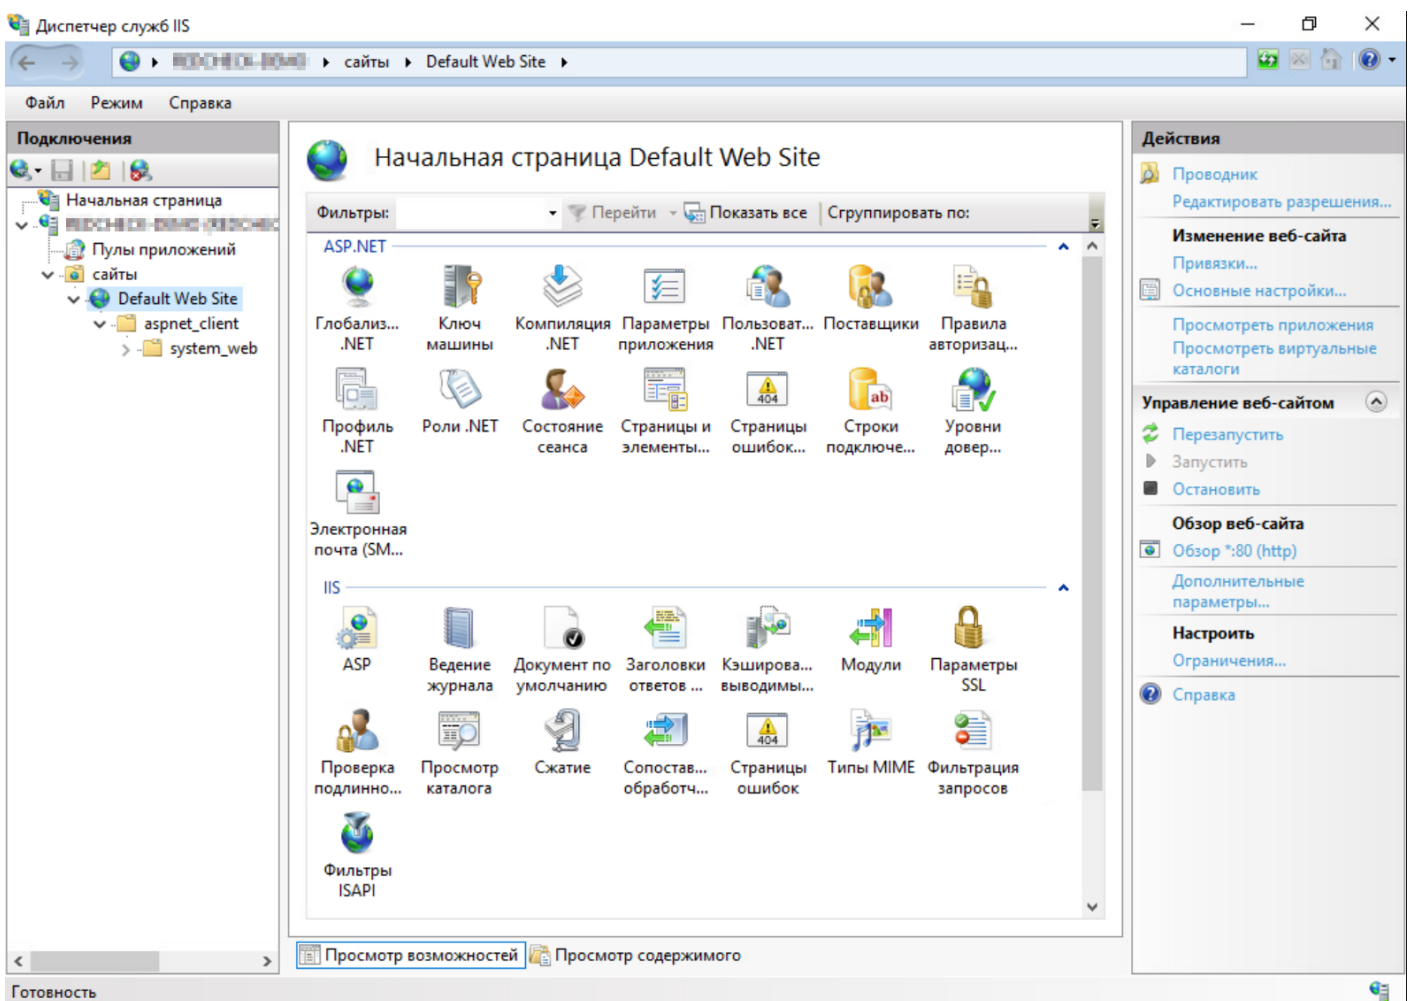 Диспетчер служб IIS
сайты
Default Web Site
Файл
Режим
Справка
Подключения
Начальная страница
Пулы приложений
сайты
Default Web Site
aspnet_client
system_web
Начальная страница Default Web Site
Фильтры:
Перейти
Показать все
Сгруппировать по:
ASP.NET
Глобализ...
.NET
Ключ
машины
Компиляция
.NET
Параметры
приложения
Пользоват...
.NET
Поставщики
Правила
авторизац...
Профиль
.NET
Роли .NET
Состояние
сеанса
Страницы и
элементы...
404
Страницы
ошибок...
ab
Строки
подключе...
Уровни
довер...
Электронная
почта (SM...
IIS
ASP
Ведение
журнала
Документ по
умолчанию
Заголовки
ответов ...
Кэширова...
выводимы...
Модули
Параметры
SSL
Проверка
подлинно...
Просмотр
каталога
Сжатие
Сопостав...
обработч...
404
Страницы
ошибок
Типы MIME
Фильтрация
запросов
Фильтры
ISAPI
Просмотр возможностей
Просмотр содержимого
Действия
Проводник
Редактировать разрешения...
Изменение веб-сайта
Привязки...
Основные настройки...
Просмотреть приложения
Просмотреть виртуальные
каталоги
Управление веб-сайтом
Перезапустить
Запустить
Остановить
Обзор веб-сайта
Обзор *:80 (http)
Дополнительные
параметры...
Настроить
Ограничения...
Справка
Готовность